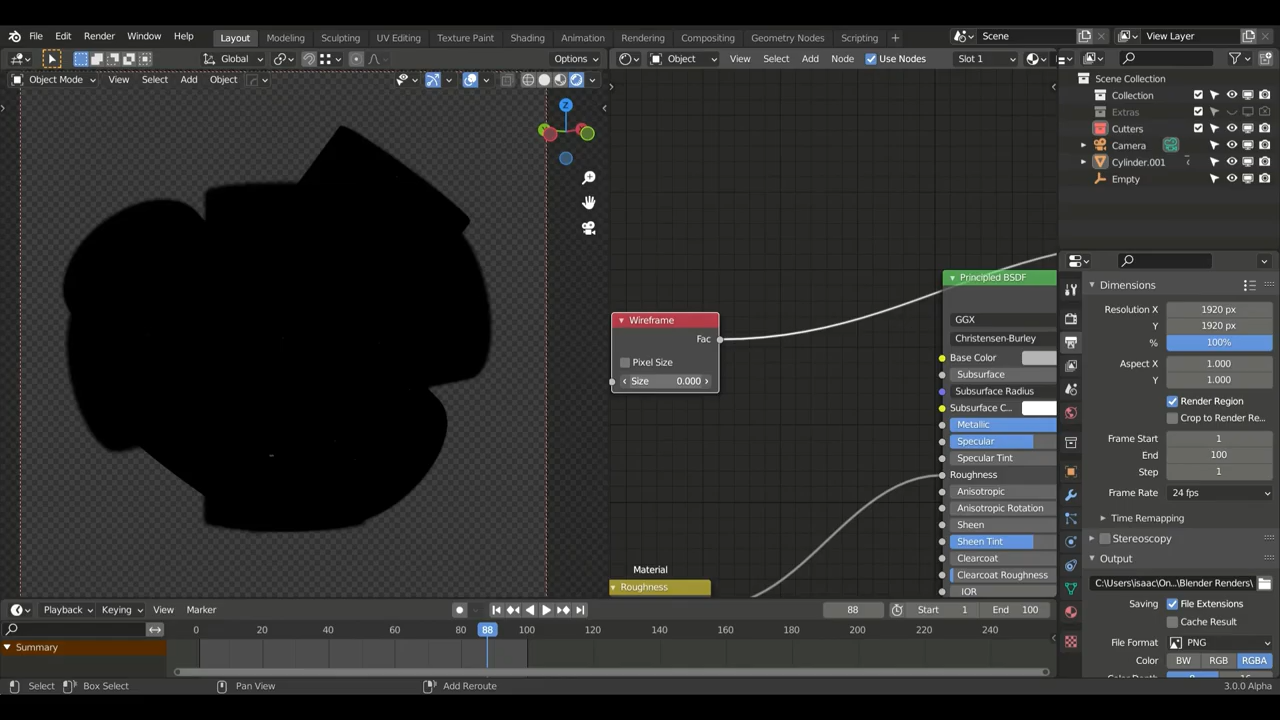 File Edit Render Window Help Layout Modeling Sculpting UV Editing Texture Paint Shading Animation Rendering Compositing Geometry Nodes Scripting + Scene View Layer
Global Options
Object View Select Add Node Use Nodes Slot 1
Object Mode View Select Add Object
Z
Scene Collection
Collection
Extras
Cutters
Camera
Cylinder.001
Empty
Wireframe
Fac
Pixel Size
Size 0.000
Principled BSDF
GGX
Christensen-Burley
Base Color
Subsurface
Subsurface Radius
Subsurface C...
Metallic
Specular
Specular Tint
Roughness
Anisotropic
Anisotropic Rotation
Sheen
Sheen Tint
Clearcoat
Clearcoat Roughness
IOR
Material
Roughness
Dimensions
Resolution X 1920 px
Y 1920 px
% 100%
Aspect X 1.000
Y 1.000
Render Region
Crop to Render Re...
Frame Start 1
End 100
Step 1
Frame Rate 24 fps
Time Remapping
Stereoscopy
Output
C:\Users\isaac\On...\Blender Renders\
Saving File Extensions
Cache Result
File Format PNG
Color BW RGB RGBA
Playback Keying View Marker 88 Start 1 End 100
0 20 40 60 80 88 100 120 140 160 180 200 220 240
Summary
Select Box Select Pan View Add Reroute 3.0.0 Alpha